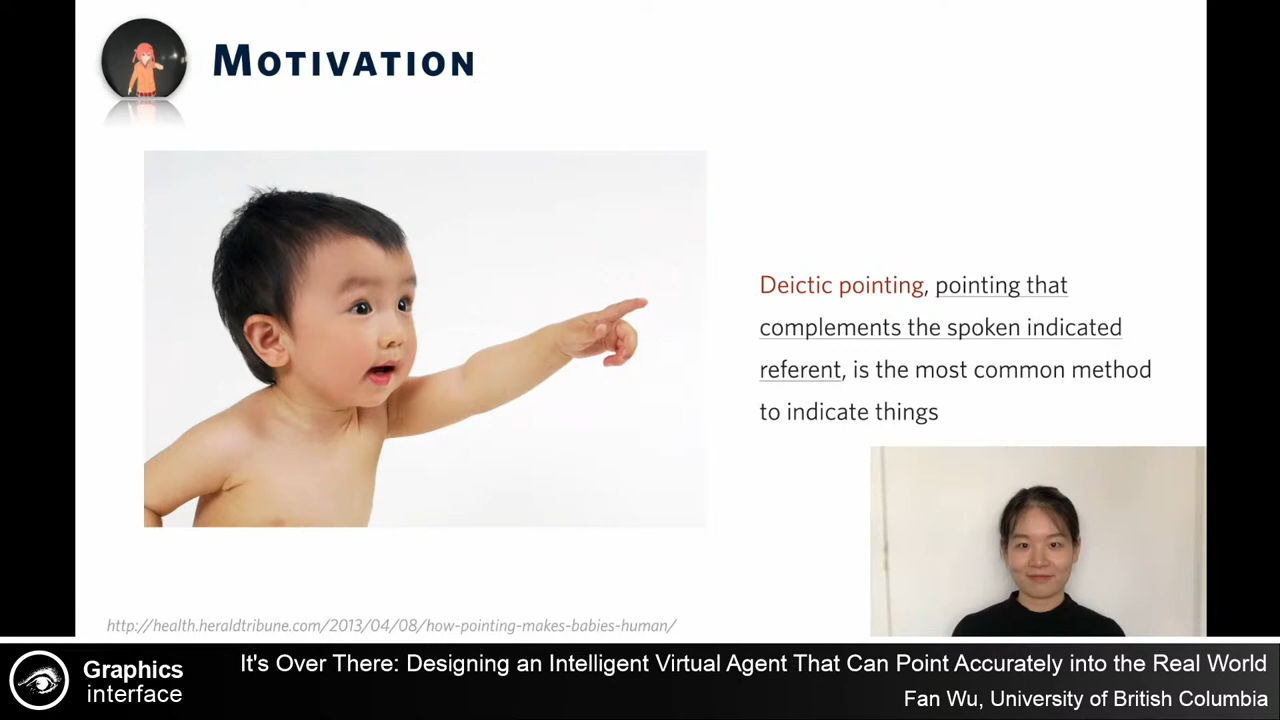 MOTIVATION
Deictic pointing, pointing that
complements the spoken indicated
referent, is the most common method
to indicate things
http://health.heraldtribune.com/2013/04/08/how-pointing-makes-babies-human/
Graphics
interface
It's Over There: Designing an Intelligent Virtual Agent That Can Point Accurately into the Real World
Fan Wu, University of British Columbia